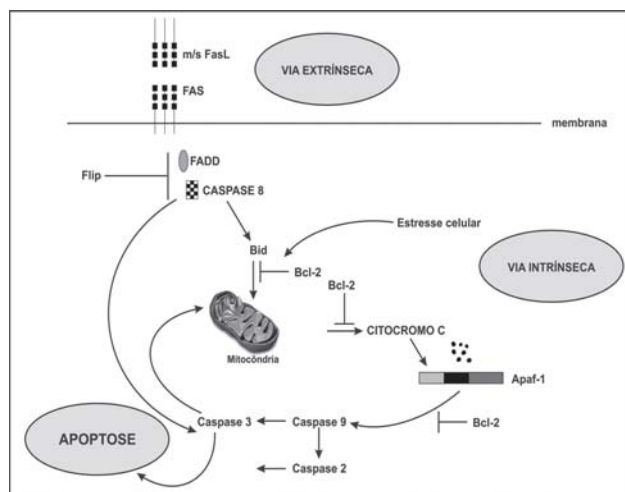 m/s FasL
VIA EXTRÍNSECA
FAS
membrana
FADD
Flip
CASPASE 8
Estresse celular
Bid
Bcl-2
VIA INTRÍNSECA
Bcl-2
CITOCROMO C
Mitocôndria
Apaf-1
APOPTOSE
Caspase 3
Caspase 9
Bcl-2
Caspase 2